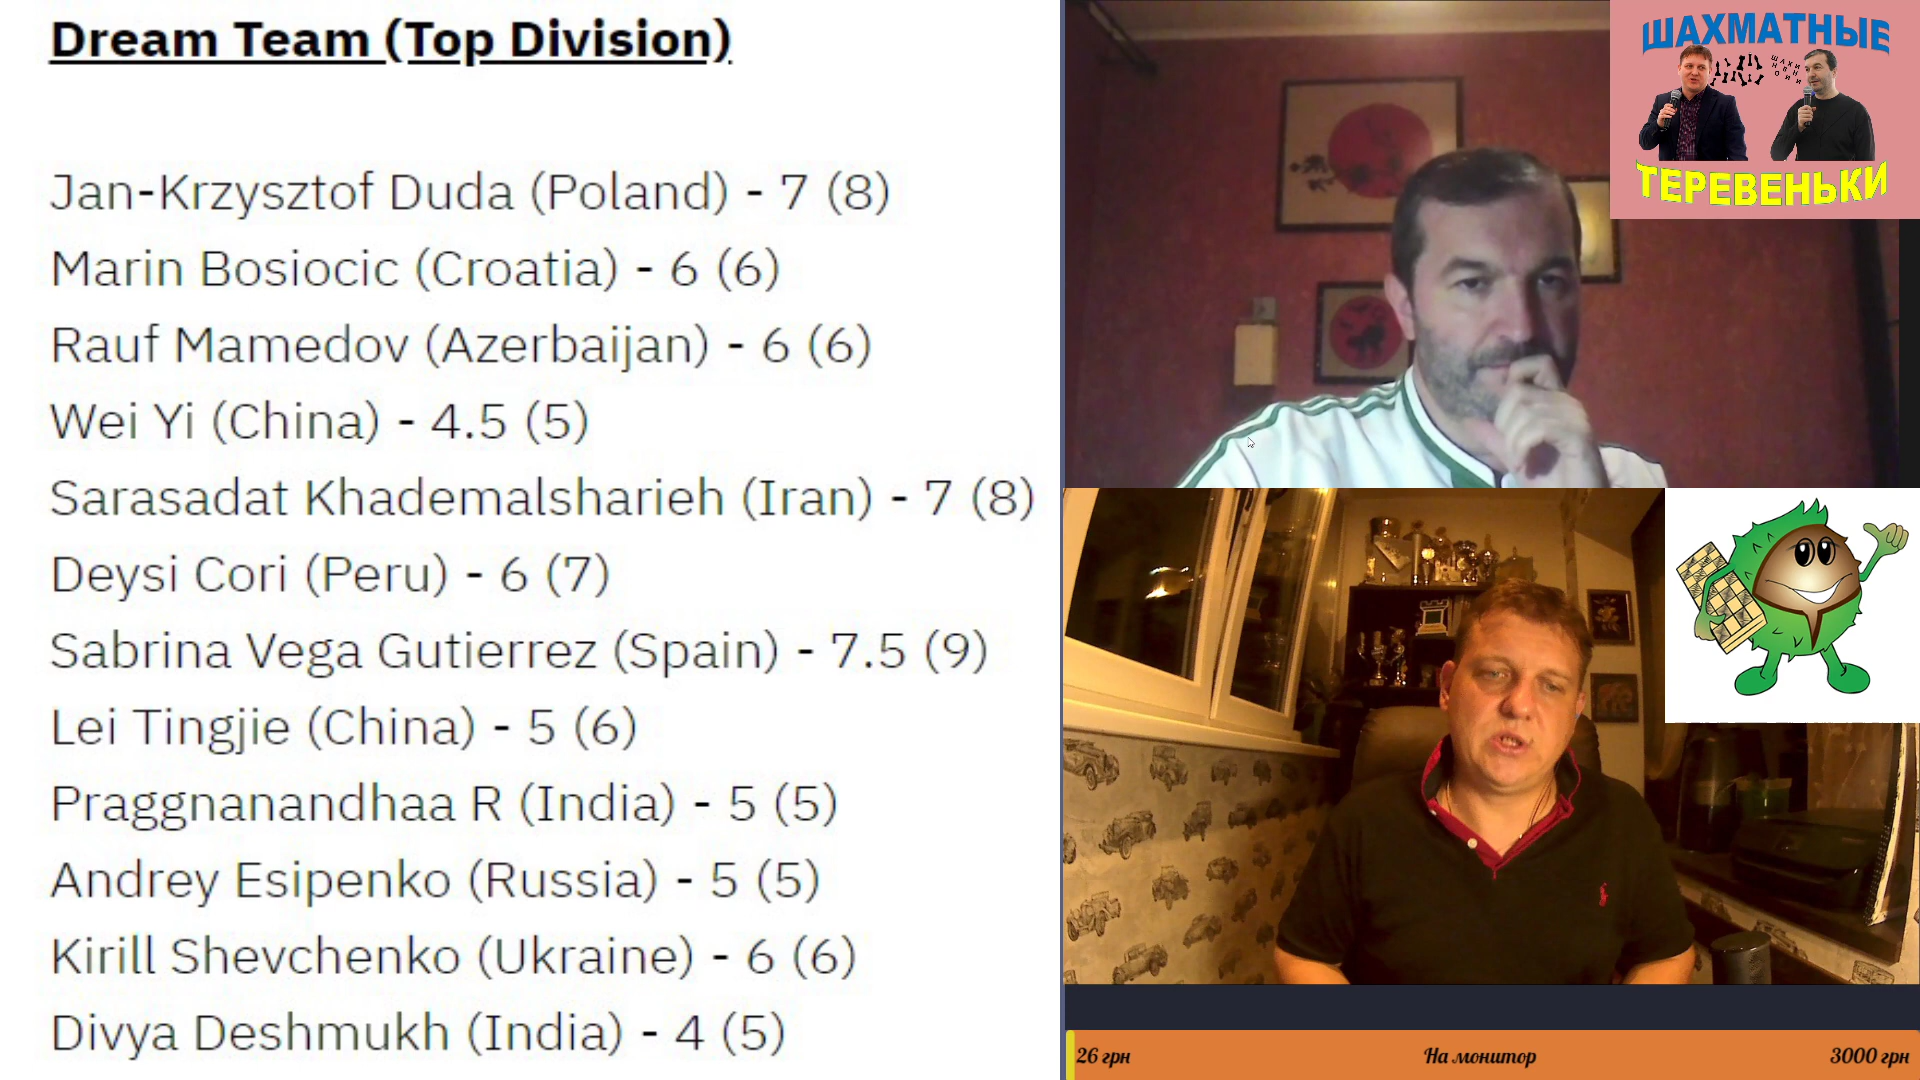 Dream Team (Top Division)
Jan-Krzysztof Duda (Poland) - 7 (8)
Marin Bosiocic (Croatia) - 6 (6)
Rauf Mamedov (Azerbaijan) - 6 (6)
Wei Yi (China) - 4.5 (5)
Sarasadat Khademalsharieh (Iran) - 7 (8)
Deysi Cori (Peru) - 6 (7)
Sabrina Vega Gutierrez (Spain) - 7.5 (9)
Lei Tingjie (China) - 5 (6)
Praggnanandhaa R (India) - 5 (5)
Andrey Esipenko (Russia) - 5 (5)
Kirill Shevchenko (Ukraine) - 6 (6)
Divya Deshmukh (India) - 4 (5)
ШАХМАТНЫЕ
ТЕРЕВЕНЬКИ
26 грн
На монитор
3000 грн